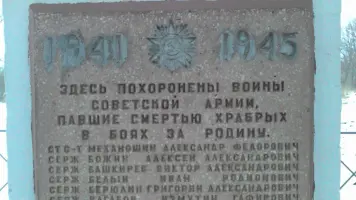 1941 1945
ЗДЕСЬ ПОХОРОНЕНЫ ВОИНЫ
СОВЕТСКОЙ АРМИИ,
ПАВШИЕ СМЕРТЬЮ ХРАБРЫХ
В БОЯХ ЗА РОДИНУ.
СТ С-Т МЕХАНОШИН АЛЕКСАНДР ФЕДОРОВИЧ
СЕРЖ БОЖИН АЛЕКСЕЙ АЛЕКСАНДРОВИЧ
СЕРЖ БАШКИРЕВ ВИКТОР АЛЕКСАНДРОВИЧ
СЕРЖ БЕЛЫЙ ИВАН РОДИОНОВИЧ
СЕРЖ БЕРЮЛИН ГРИГОРИЙ АЛЕКСАНДРОВИЧ